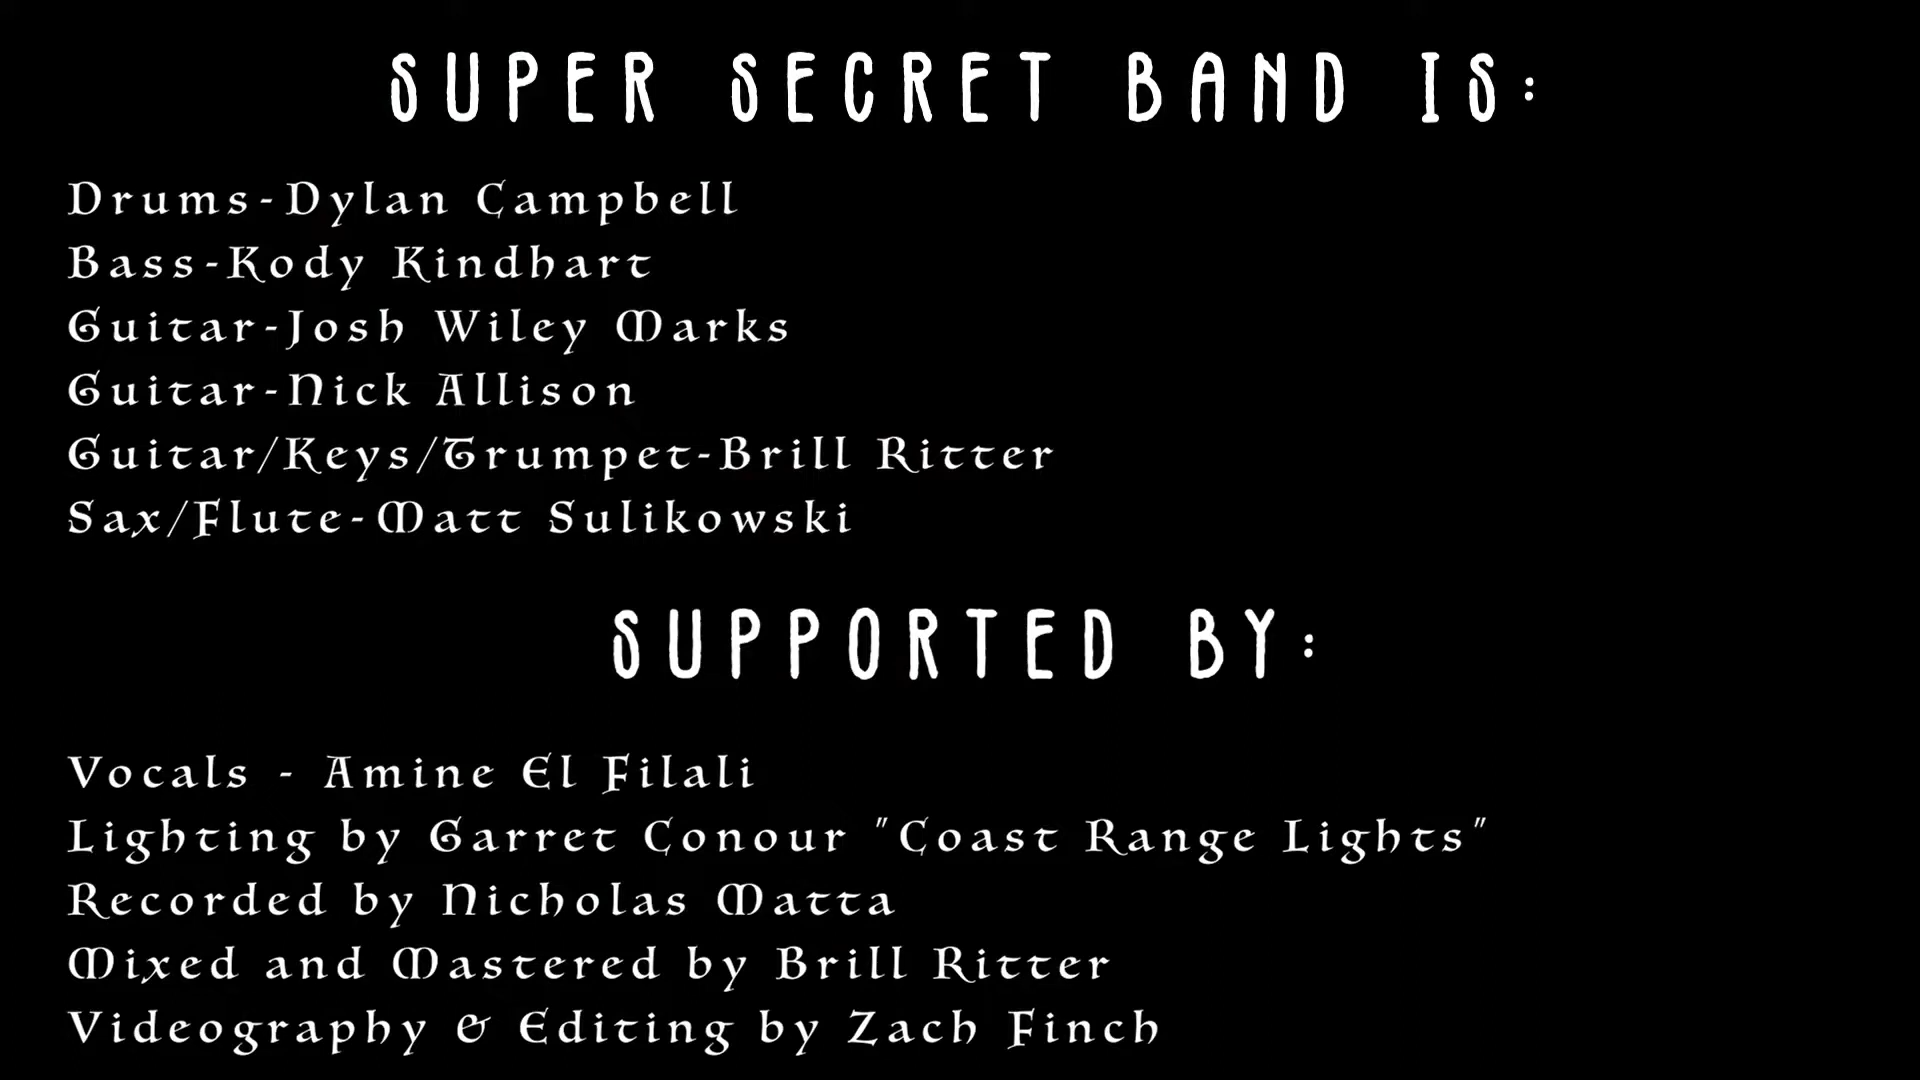 SUPER SECRET BAND IS:
Drums-Dylan Campbell
Bass-Kody Kindhart
Guitar-Josh Wiley Marks
Guitar-Nick Allison
Guitar/Keys/Trumpet-Brill Ritter
Sax/Flute-Matt Sulikowski
SUPPORTED BY:
Vocals - Amine El Filali
Lighting by Garret Conour "Coast Range Lights"
Recorded by Nicholas Matta
Mixed and Mastered by Brill Ritter
Videography & Editing by Zach Finch